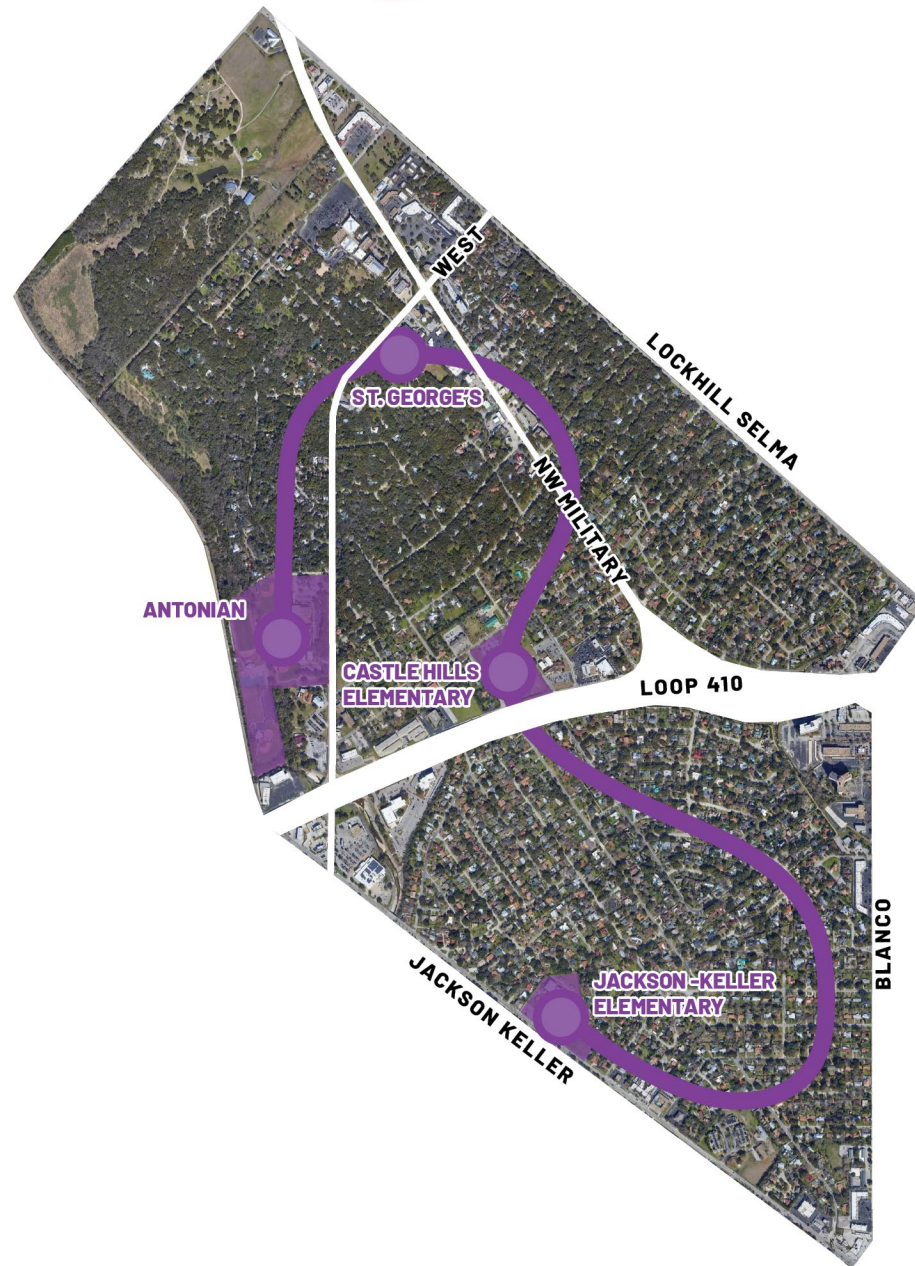 WEST
LOCKHILL SELMA
ST. GEORGE'S
NW MILITARY
ANTONIAN
CASTLE HILLS
ELEMENTARY
LOOP 410
BLANCO
JACKSON -KELLER
ELEMENTARY
JACKSON KELLER